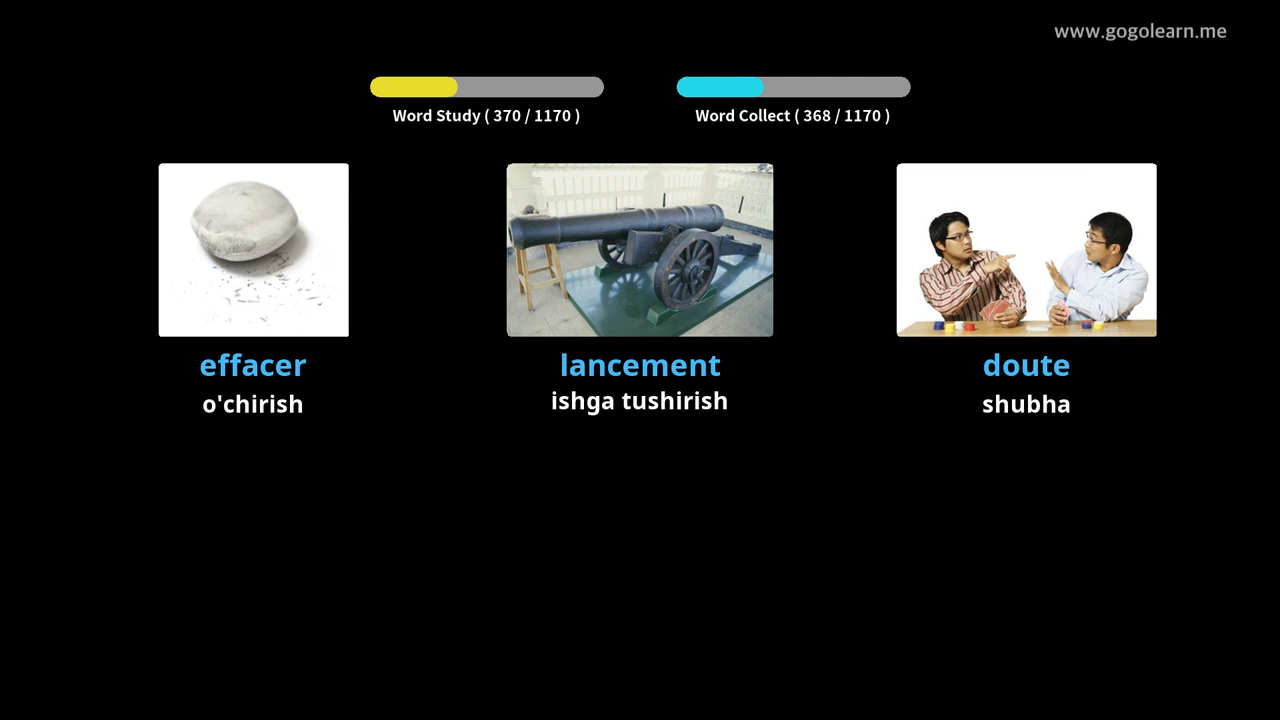 www.gogolearn.me
Word Study ( 370 / 1170 )
Word Collect ( 368 / 1170 )
effacer
o'chirish
lancement
ishga tushirish
doute
shubha